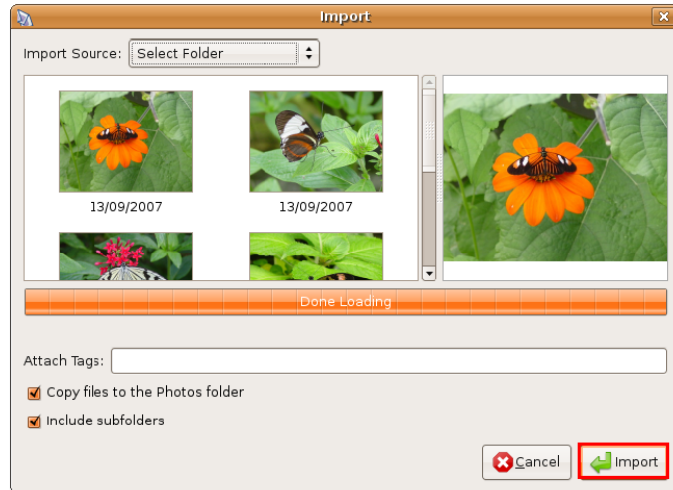 Import
Import Source: Select Folder
13/09/2007 13/09/2007
Done Loading
Attach Tags:
Copy files to the Photos folder
Include subfolders
Cancel Import